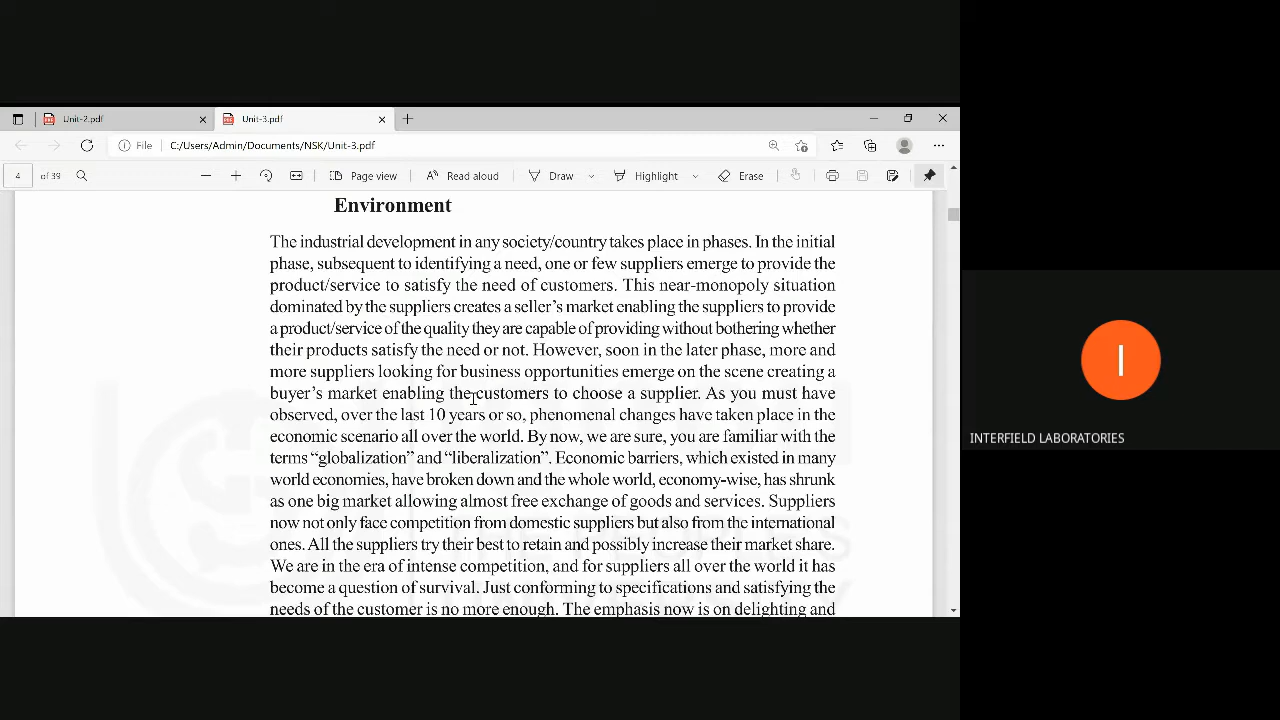 Unit-2.pdf
Unit-3.pdf
File C:/Users/Admin/Documents/NSK/Unit-3.pdf
4 of 39 Page view Read aloud Draw Highlight Erase
Environment
The industrial development in any society/country takes place in phases. In the initial
phase, subsequent to identifying a need, one or few suppliers emerge to provide the
product/service to satisfy the need of customers. This near-monopoly situation
dominated by the suppliers creates a seller's market enabling the suppliers to provide
a product/service of the quality they are capable of providing without bothering whether
their products satisfy the need or not. However, soon in the later phase, more and
more suppliers looking for business opportunities emerge on the scene creating a
buyer's market enabling the customers to choose a supplier. As you must have
observed, over the last 10 years or so, phenomenal changes have taken place in the
economic scenario all over the world. By now, we are sure, you are familiar with the
terms “globalization” and “liberalization”. Economic barriers, which existed in many
world economies, have broken down and the whole world, economy-wise, has shrunk
as one big market allowing almost free exchange of goods and services. Suppliers
now not only face competition from domestic suppliers but also from the international
ones. All the suppliers try their best to retain and possibly increase their market share.
We are in the era of intense competition, and for suppliers all over the world it has
become a question of survival. Just conforming to specifications and satisfying the
needs of the customer is no more enough. The emphasis now is on delighting and
I
INTERFIELD LABORATORIES